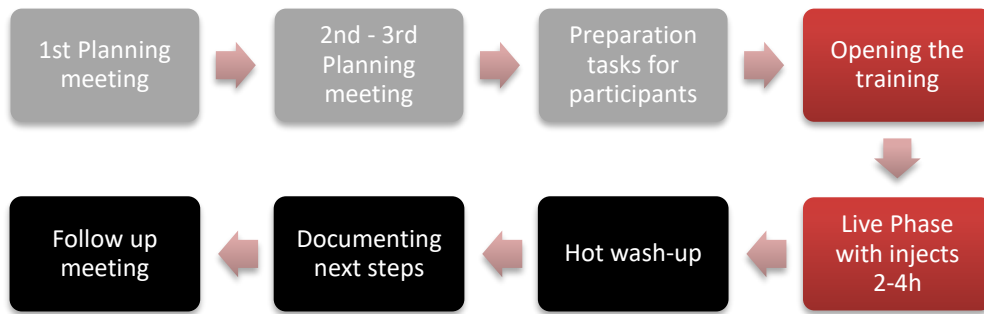 1st Planning
meeting
2nd - 3rd
Planning
meeting
Preparation
tasks for
participants
Opening the
training
Live Phase
with injects
2-4h
Hot wash-up
Documenting
next steps
Follow up
meeting